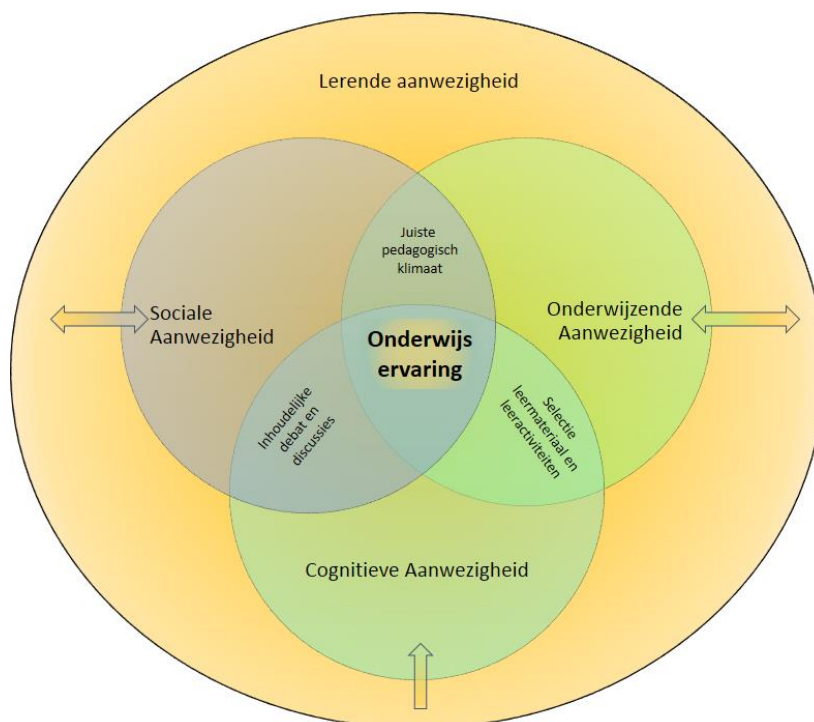 Lerende aanwezigheid
Juiste
pedagogisch
klimaat
Sociale
Aanwezigheid
Onderwijzende
Aanwezigheid
Onderwijs
ervaring
Inhoudelijke
debat en
discussies
Selectie
leermateriaal en
leeractiviteiten
Cognitieve Aanwezigheid